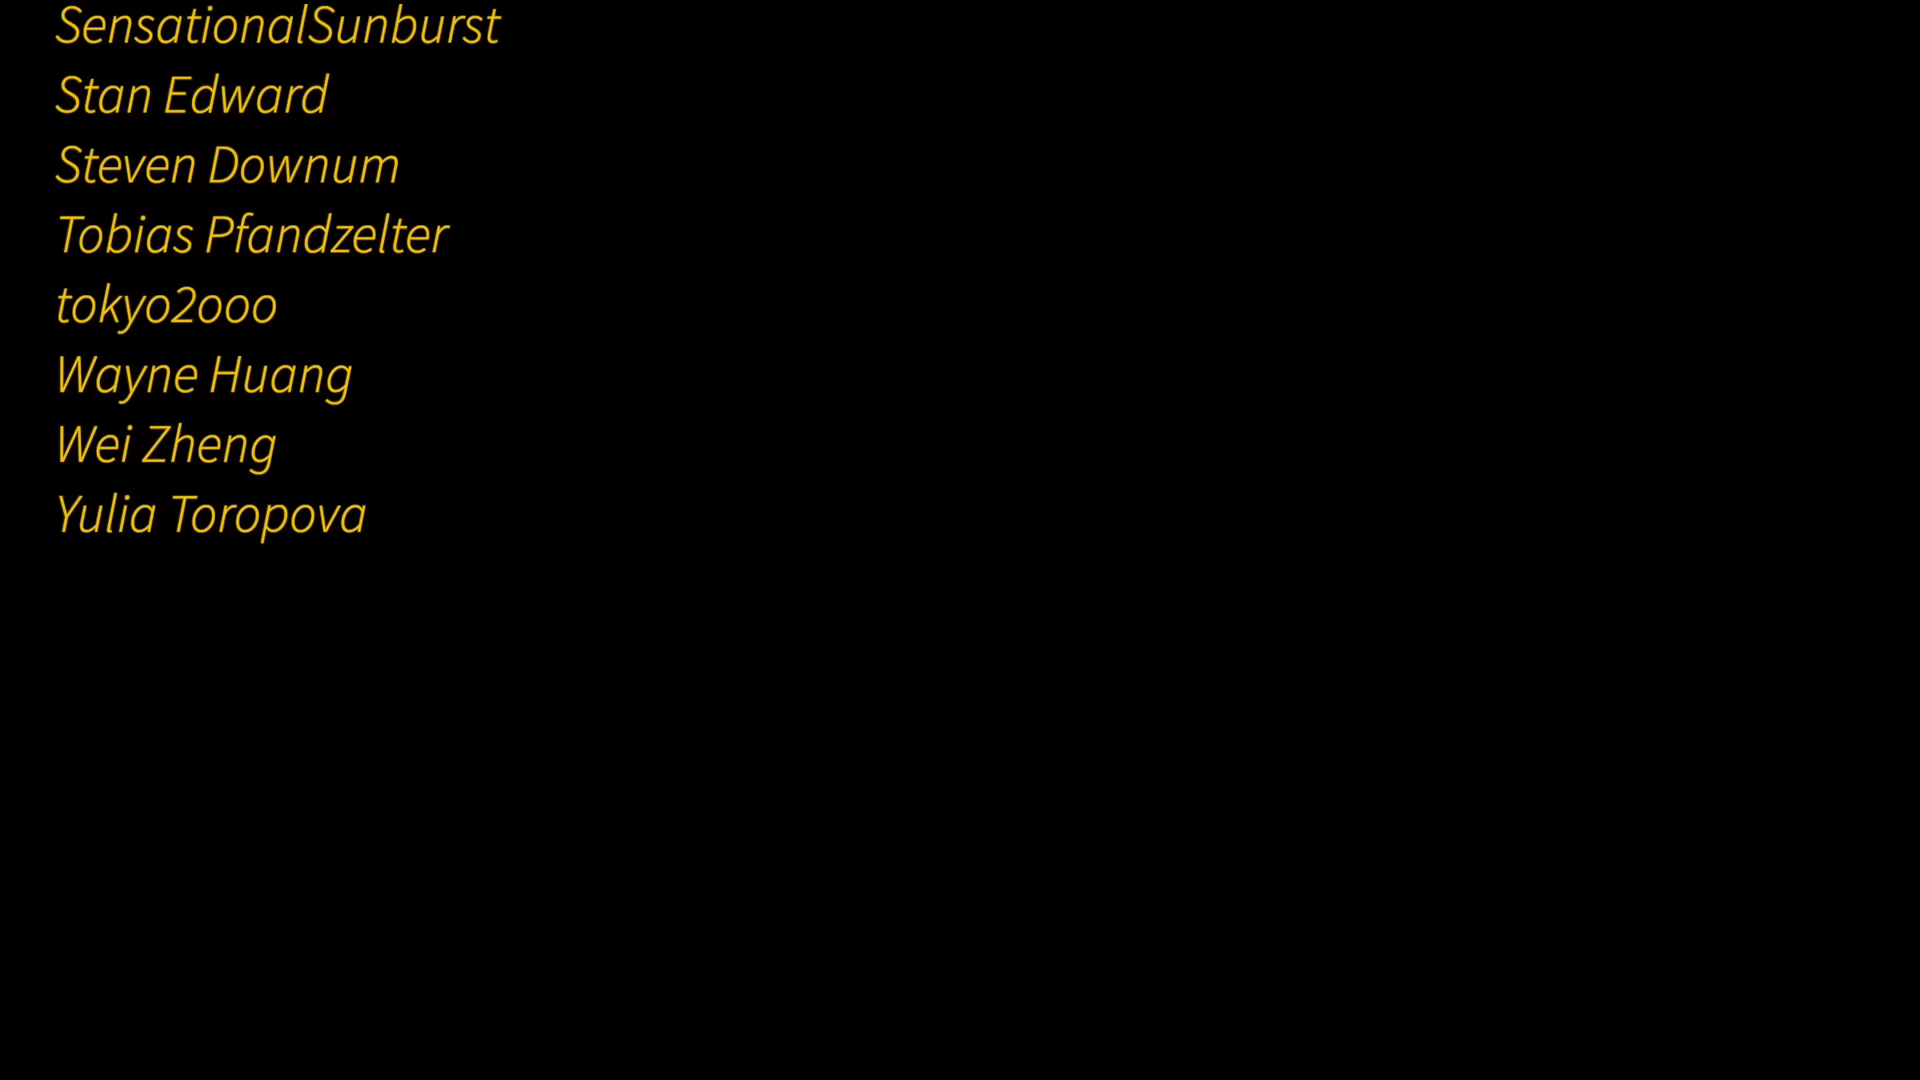 SensationalSunburst
Stan Edward
Steven Downum
Tobias Pfandzelter
tokyo2ooo
Wayne Huang
Wei Zheng
Yulia Toropova